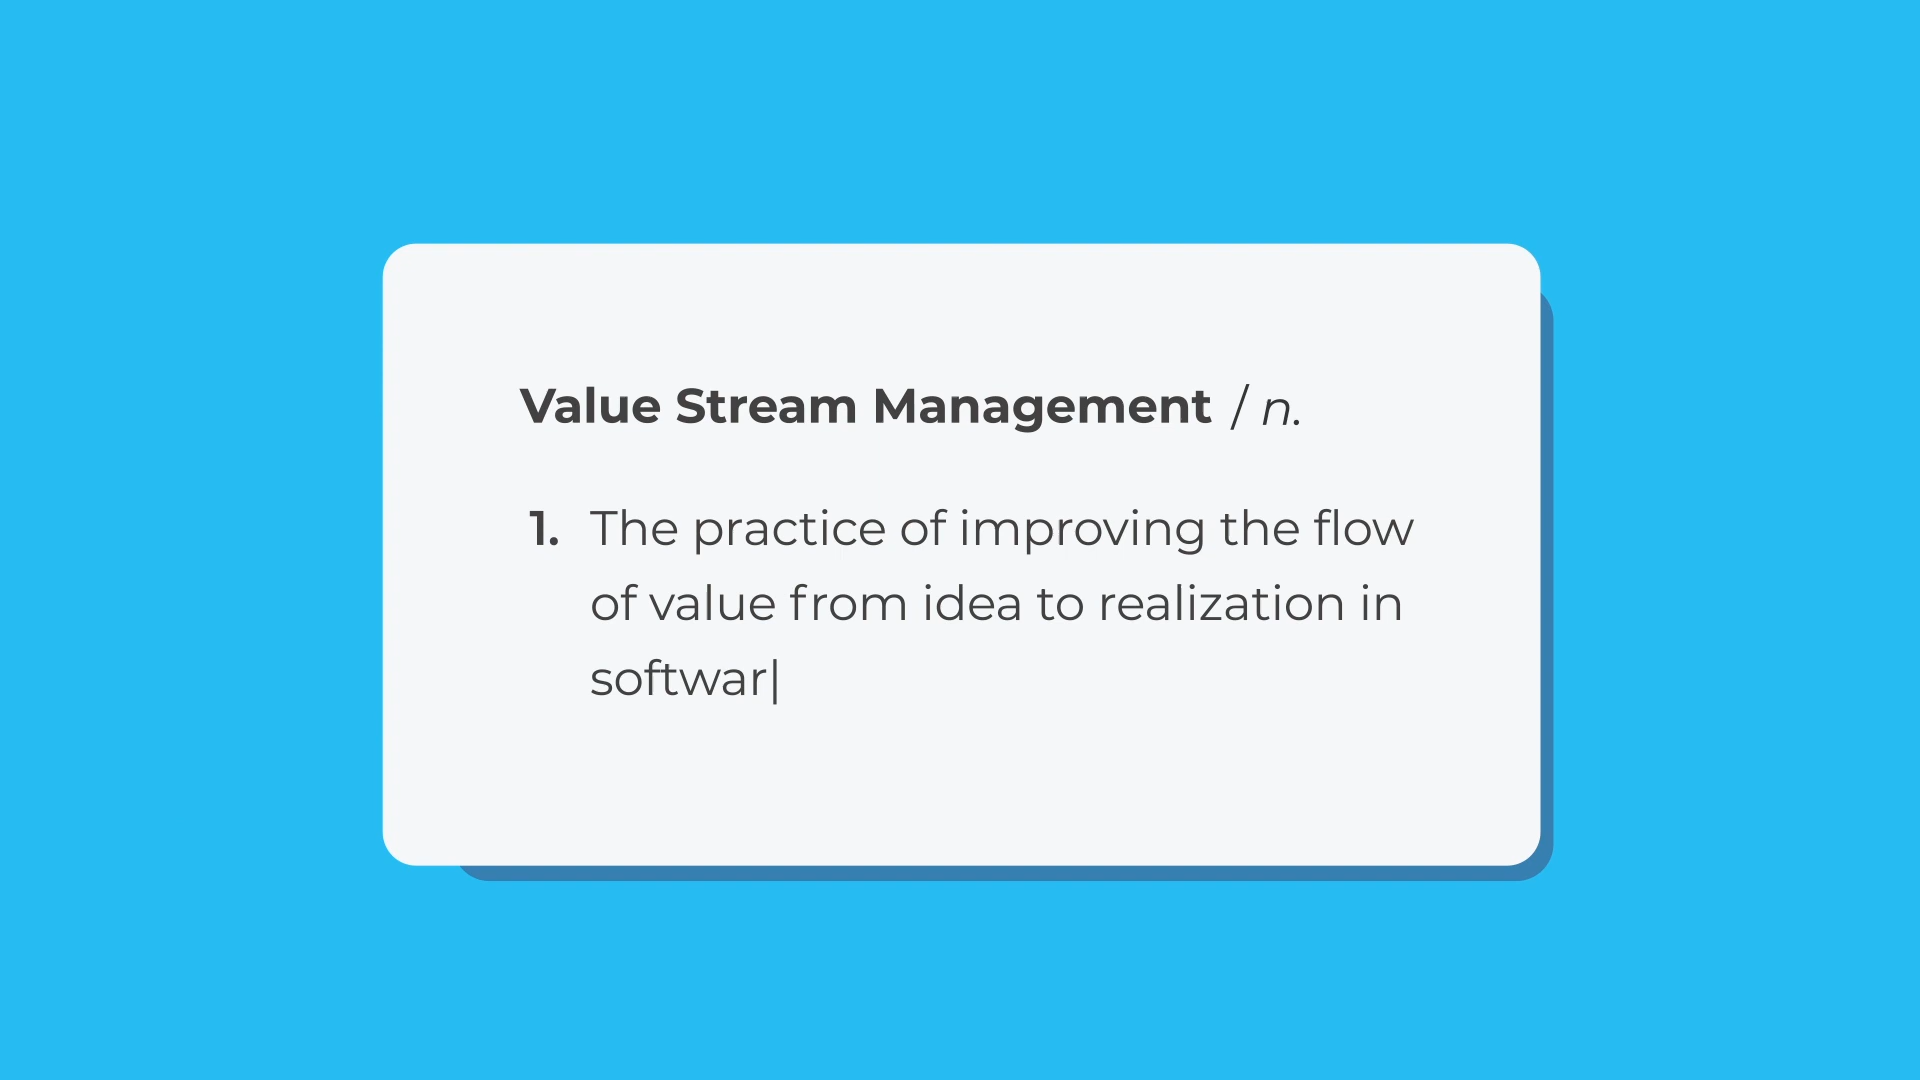 Value Stream Management / n.
1. The practice of improving the flow
of value from idea to realization in
softwar|